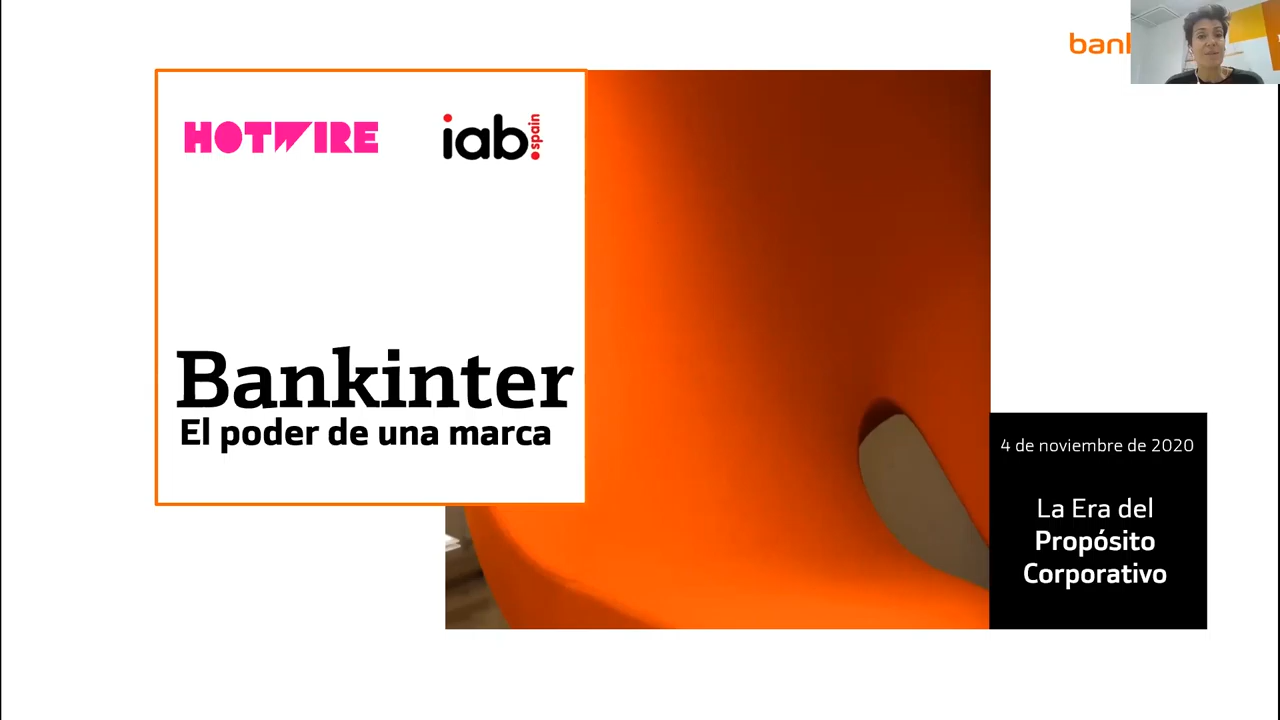 HOTWIRE
iab
spain
Bankinter
El poder de una marca
4 de noviembre de 2020
La Era del
Propósito
Corporativo